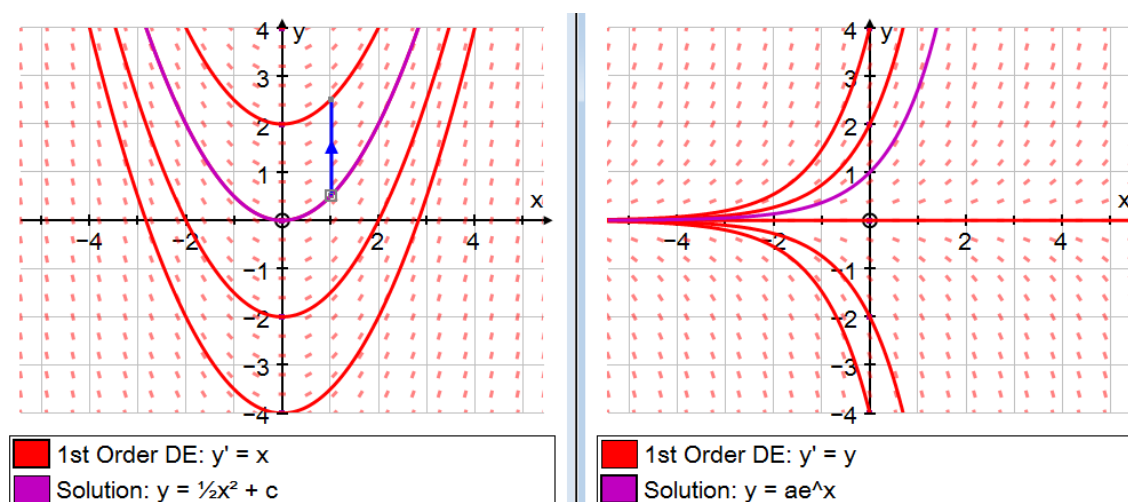 4 y
3
2
1
x
−4 −2 2 4
−1
−2
−3
−4
1st Order DE: y' = x
Solution: y = ½x² + c
4 y
3
2
1
x
−4 −2 2 4
−1
−2
−3
−4
1st Order DE: y' = y
Solution: y = ae^x